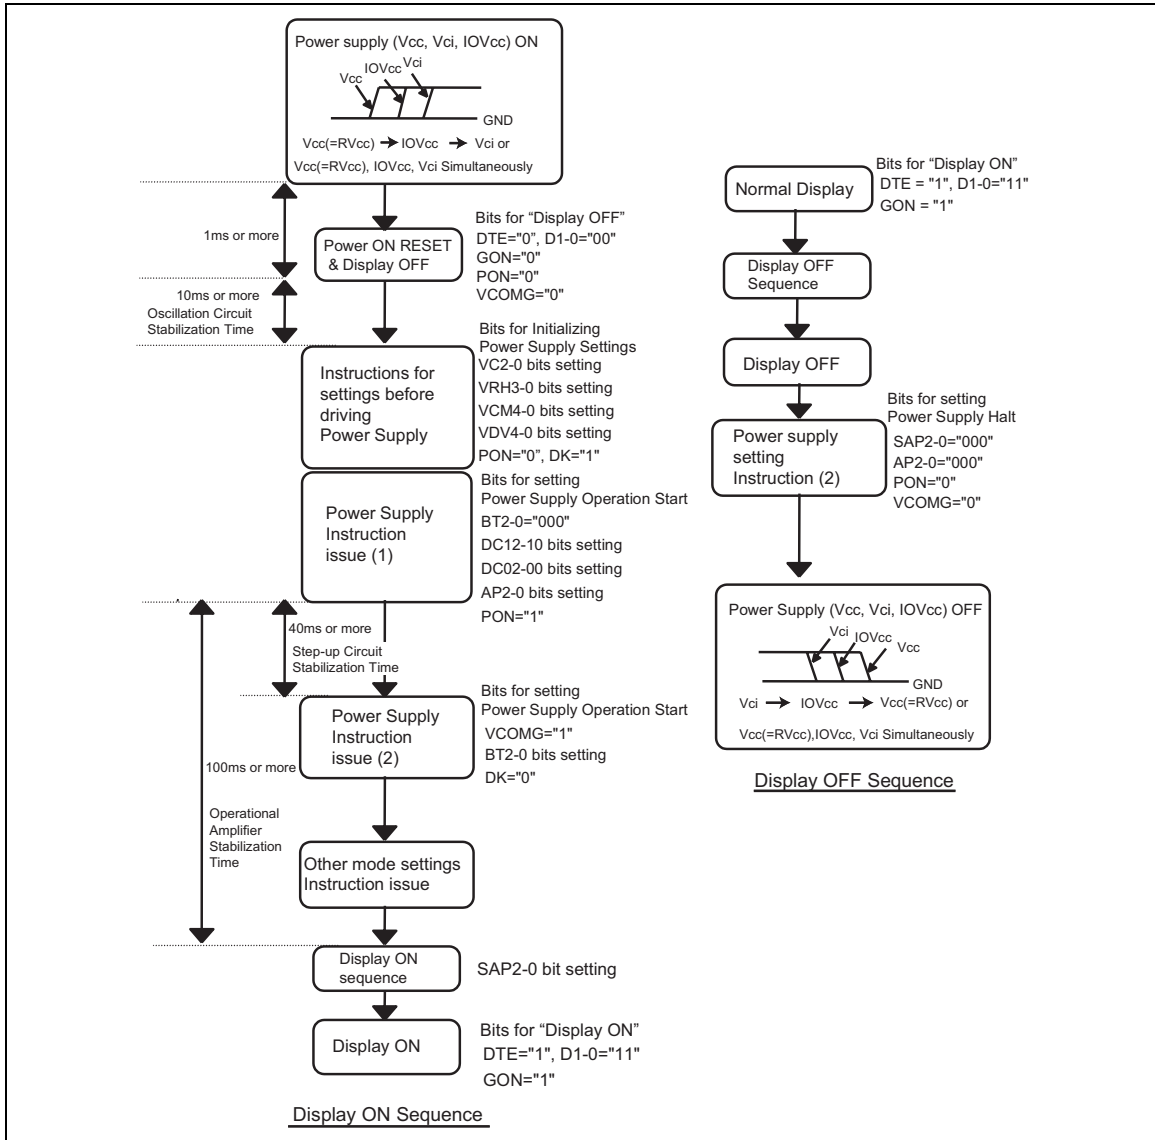 Power supply (Vcc, Vci, IOVcc) ON
Vcc
IOVcc
Vci
GND
Vcc(=RVcc) → IOVcc → Vci or
Vcc(=RVcc), IOVcc, Vci Simultaneously
1ms or more
Power ON RESET
& Display OFF
Bits for “Display OFF”
DTE="0”, D1-0="00"
GON="0"
PON="0"
VCOMG="0"
10ms or more
Oscillation Circuit
Stabilization Time
Instructions for
settings before
driving
Power Supply
Bits for Initializing
Power Supply Settings
VC2-0 bits setting
VRH3-0 bits setting
VCM4-0 bits setting
VDV4-0 bits setting
PON="0”, DK="1"
Power Supply
Instruction
issue (1)
Bits for setting
Power Supply Operation Start
BT2-0="000"
DC12-10 bits setting
DC02-00 bits setting
AP2-0 bits setting
PON="1"
40ms or more
Step-up Circuit
Stabilization Time
Power Supply
Instruction
issue (2)
Bits for setting
Power Supply Operation Start
VCOMG="1"
BT2-0 bits setting
DK="0"
100ms or more
Operational
Amplifier
Stabilization
Time
Other mode settings
Instruction issue
Display ON
sequence
SAP2-0 bit setting
Display ON
Bits for “Display ON”
DTE="1", D1-0="11"
GON="1"
Display ON Sequence
Normal Display
Bits for “Display ON”
DTE = "1", D1-0="11"
GON = "1"
Display OFF
Sequence
Display OFF
Power supply
setting
Instruction (2)
Bits for setting
Power Supply Halt
SAP2-0="000"
AP2-0="000"
PON="0"
VCOMG="0"
Power Supply (Vcc, Vci, IOVcc) OFF
Vci
IOVcc
Vcc
GND
Vci → IOVcc → Vcc(=RVcc) or
Vcc(=RVcc),IOVcc, Vci Simultaneously
Display OFF Sequence